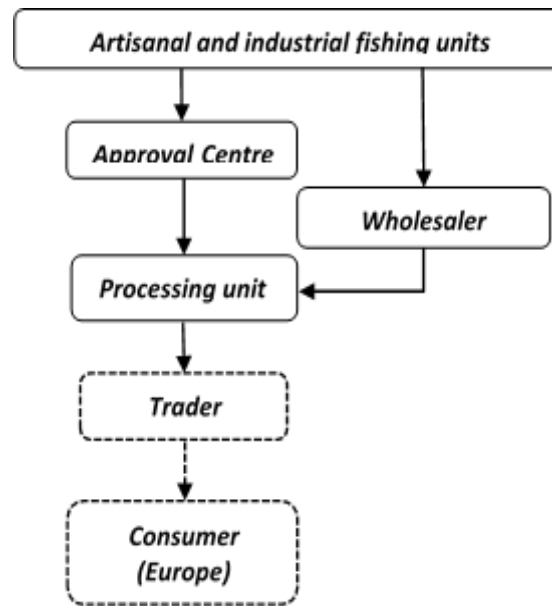 Artisanal and industrial fishing units
Approval Centre
Wholesaler
Processing unit
Trader
Consumer
(Europe)